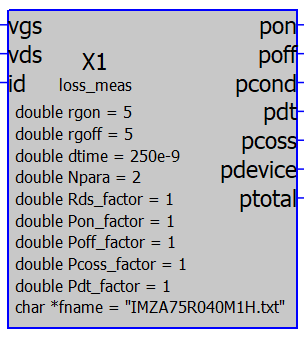 vgs pon
vds X1 poff
id loss_meas pcond
double rgon = 5 pdt
double rgoff = 5 pcoss
double dtime = 250e-9 pdevice
double Npara = 2 ptotal
double Rds_factor = 1
double Pon_factor = 1
double Poff_factor = 1
double Pcoss_factor = 1
double Pdt_factor = 1
char *fname = "IMZA75R040M1H.txt"